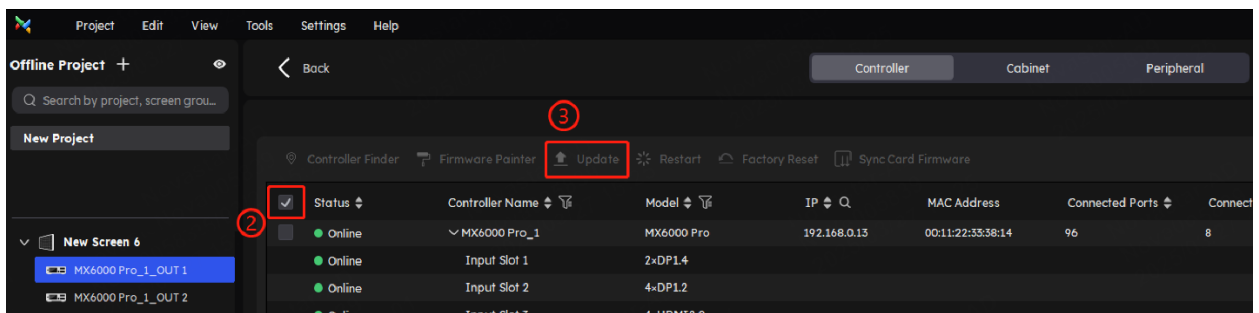 Project Edit View Tools Settings Help
Offline Project +
Back
Controller Cabinet Peripheral
Search by project, screen grou...
New Project
③
Controller Finder Firmware Painter Update Restart Factory Reset Sync Card Firmware
②
Status Controller Name Model IP MAC Address Connected Ports Connect
Online MX6000 Pro_1 MX6000 Pro 192.168.0.13 00:11:22:33:38:14 96 8
New Screen 6
Online Input Slot 1 2×DP1.4
MX6000 Pro_1_OUT 1
Online Input Slot 2 4×DP1.2
MX6000 Pro_1_OUT 2